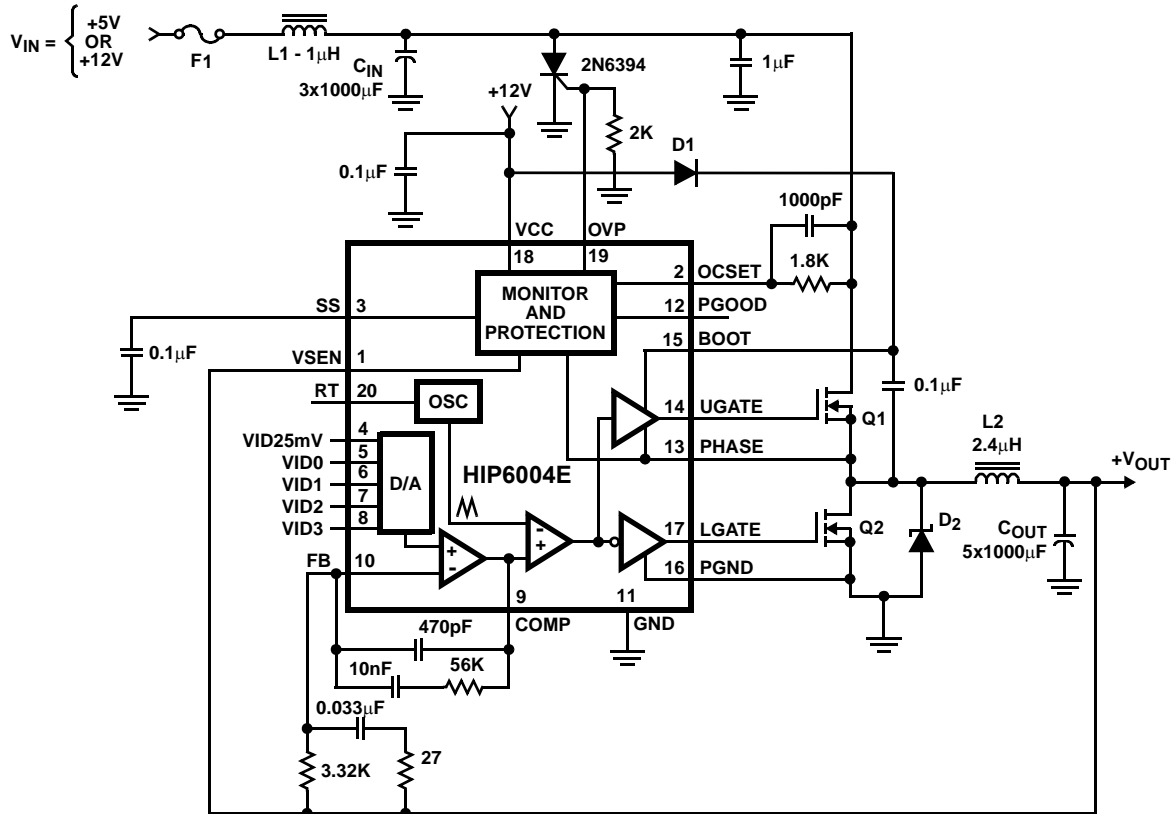 V_IN = +5V
OR
+12V
F1
L1 - 1μH
C_IN
3x1000μF
2N6394
1μF
+12V
2K
0.1μF
D1
1000pF
1.8K
VCC
OVP
18
19
MONITOR
AND
PROTECTION
2
OCSET
12
PGOOD
15
BOOT
SS
3
0.1μF
VSEN
1
RT
20
OSC
0.1μF
14
UGATE
Q1
13
PHASE
L2
2.4μH
+V_OUT
VID25mV
4
VID0
5
VID1
6
VID2
7
VID3
8
D/A
HIP6004E
+
-
-
+
17
LGATE
Q2
D2
C_OUT
5x1000μF
FB
10
16
PGND
9
COMP
11
GND
470pF
10nF
56K
0.033μF
3.32K
27